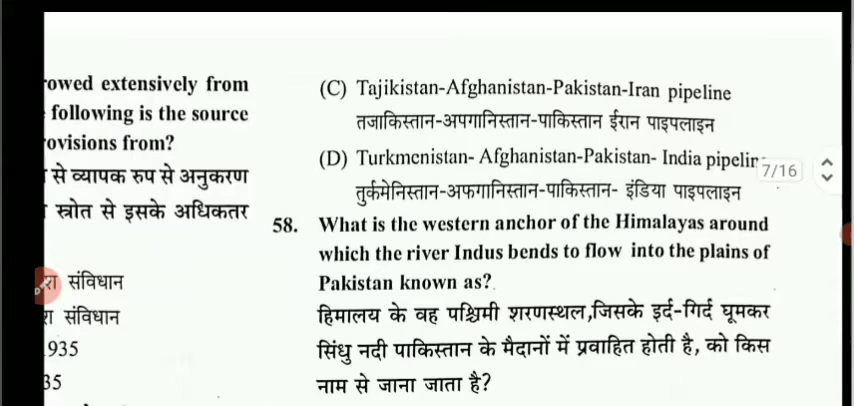 rowed extensively from
following is the source
ovisions from?
से व्यापक रुप से अनुकरण
स्त्रोत से इसके अधिकतर
संविधान
संविधान
935
35
(C) Tajikistan-Afghanistan-Pakistan-Iran pipeline
तजाकिस्तान-अपगानिस्तान-पाकिस्तान ईरान पाइपलाइन
(D) Turkmenistan- Afghanistan-Pakistan- India pipelin
7/16
तुर्कमेनिस्तान-अफगानिस्तान-पाकिस्तान- इंडिया पाइपलाइन
58. What is the western anchor of the Himalayas around
which the river Indus bends to flow into the plains of
Pakistan known as?
हिमालय के वह पश्चिमी शरणस्थल,जिसके इर्द-गिर्द घूमकर
सिंधु नदी पाकिस्तान के मैदानों में प्रवाहित होती है, को किस
नाम से जाना जाता है?